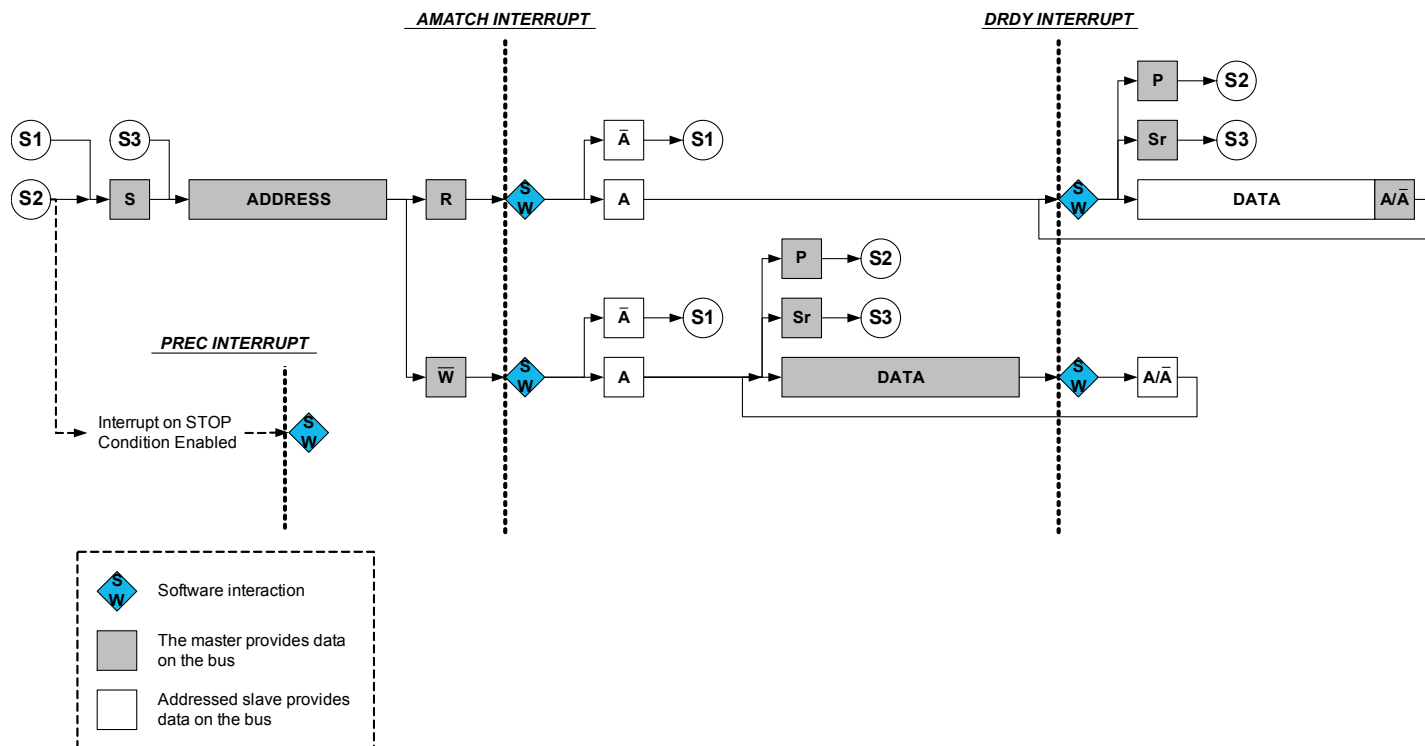 AMATCH INTERRUPT
DRDY INTERRUPT
P
S2
S1
S3
A̅
S1
Sr
S3
S2
S
ADDRESS
R
S
W
A
S
W
DATA
A/A̅
P
S2
A̅
S1
Sr
S3
PREC INTERRUPT
W̅
S
W
A
DATA
S
W
A/A̅
Interrupt on STOP
Condition Enabled
S
W
S
W
Software interaction
The master provides data
on the bus
Addressed slave provides
data on the bus